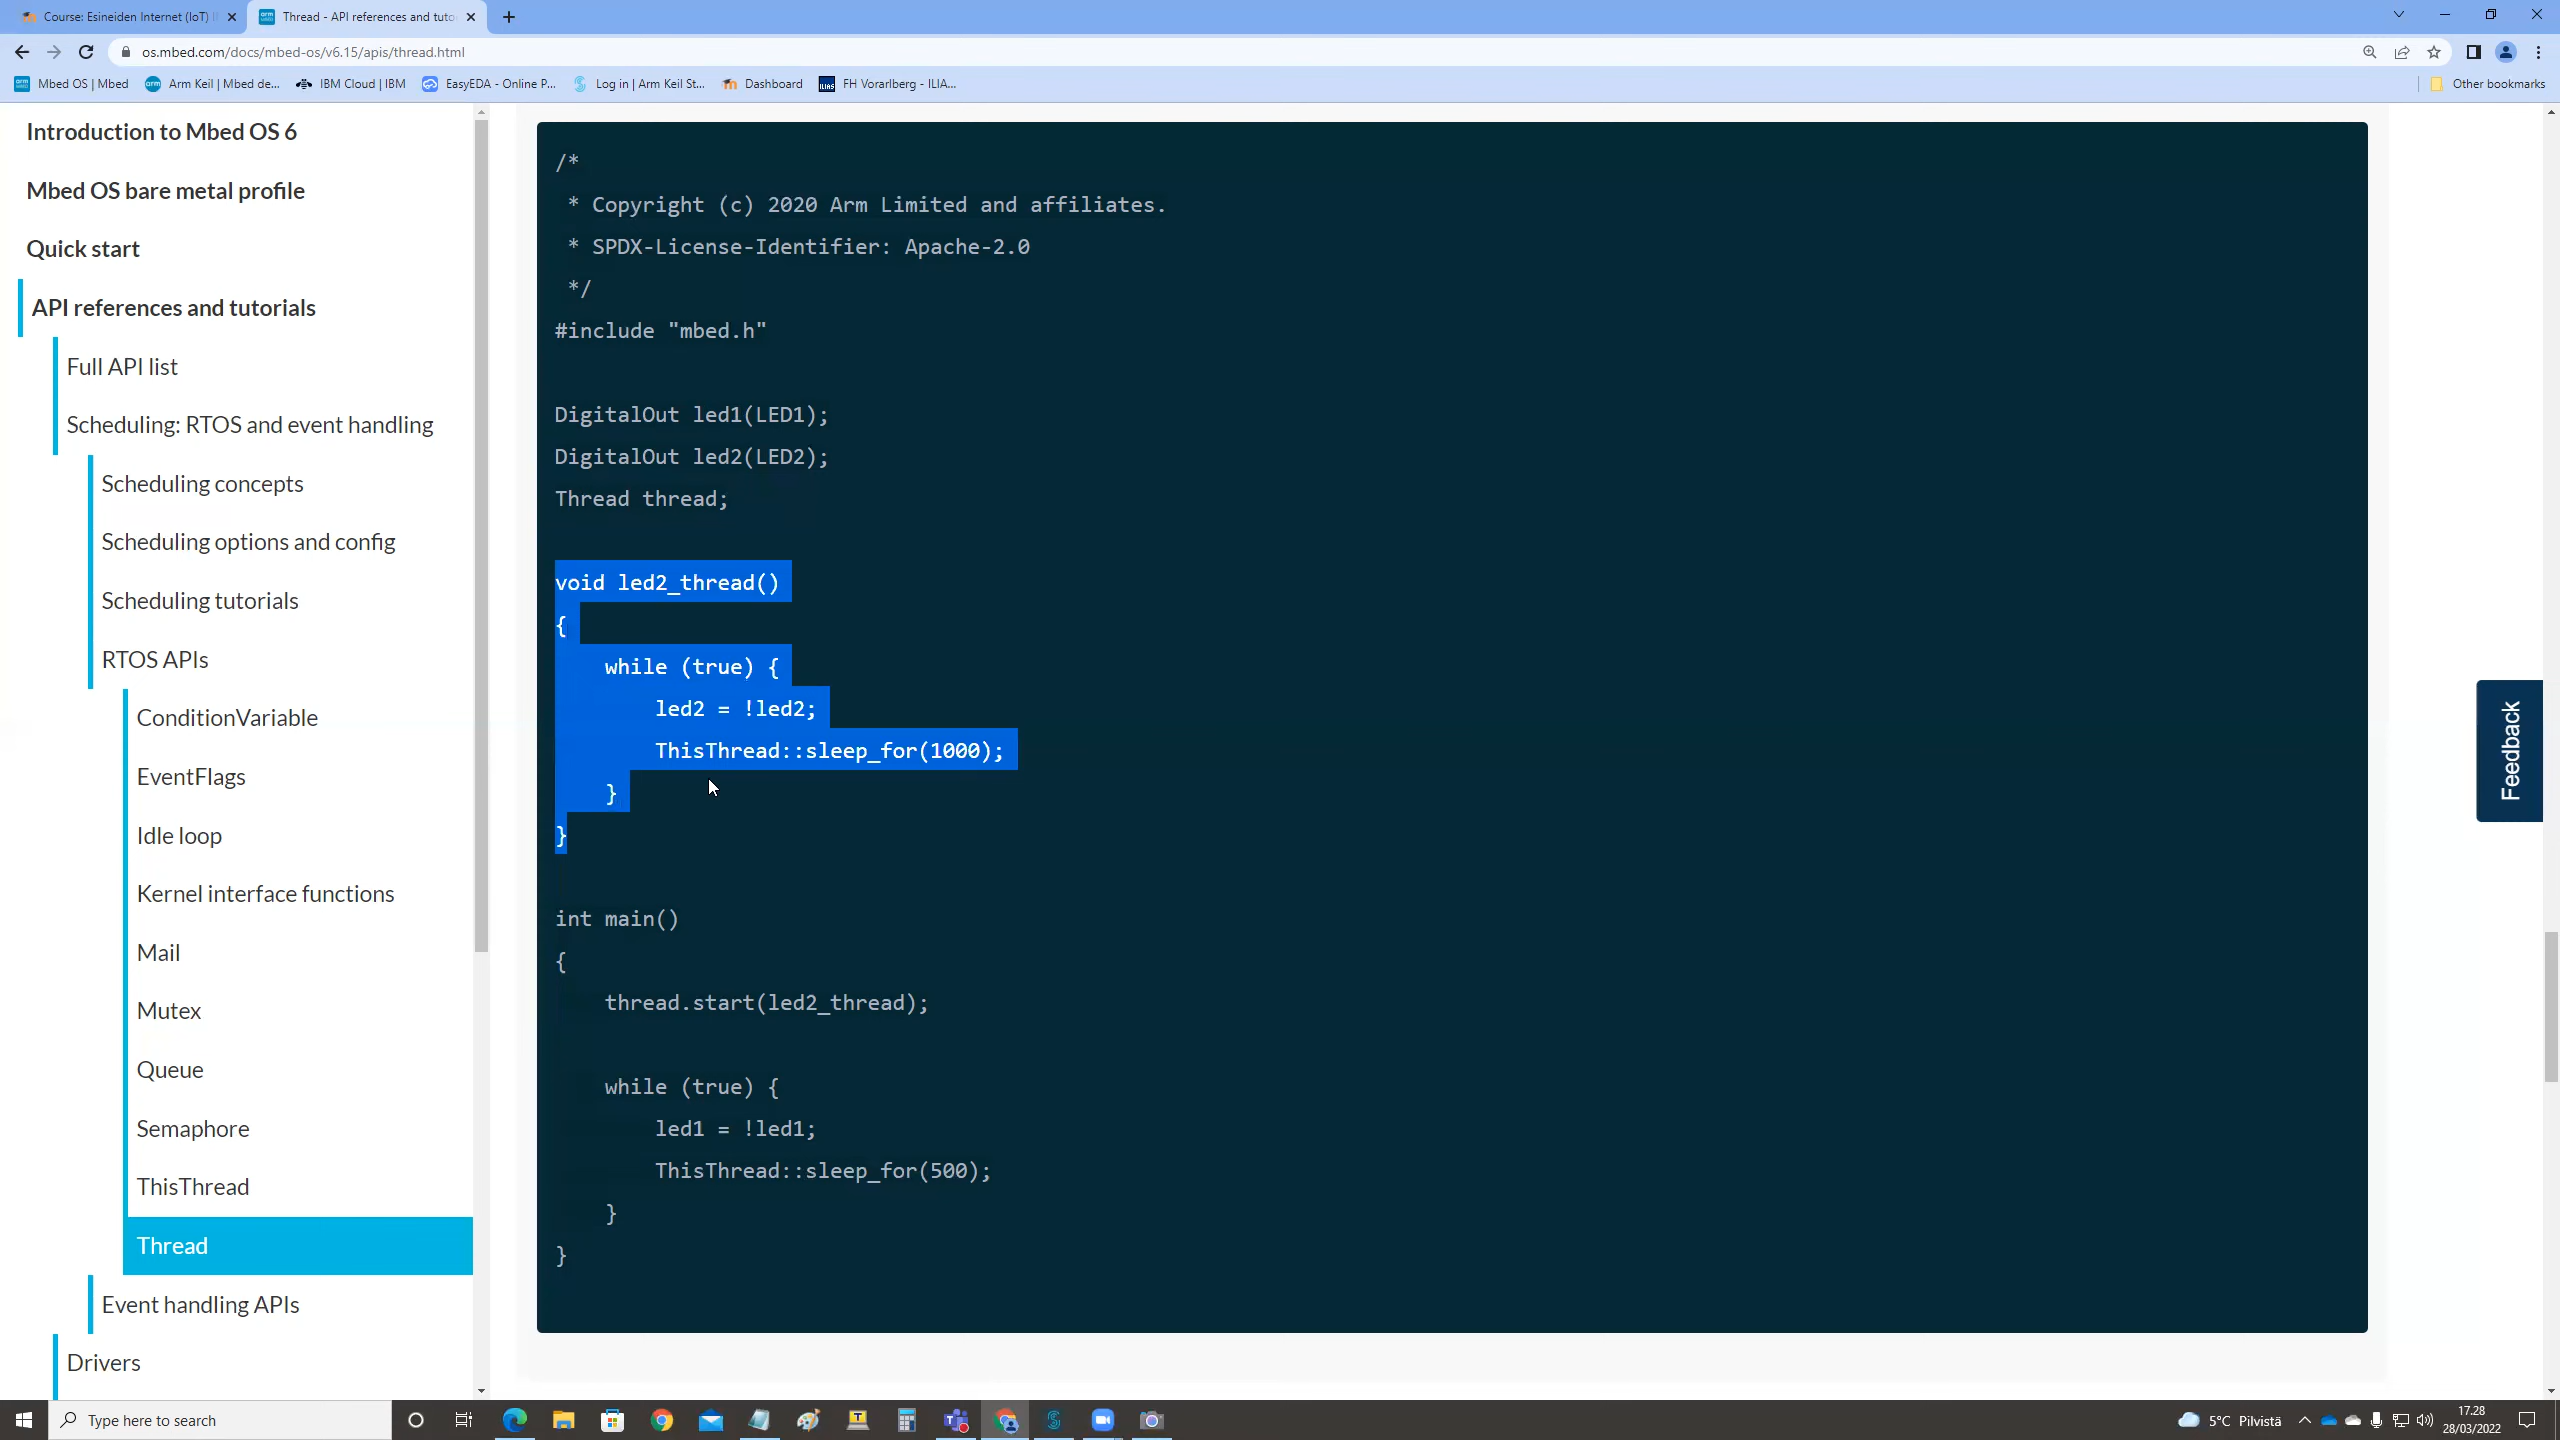 Course: Esineiden Internet (IoT)
Thread - API references and tuto
os.mbed.com/docs/mbed-os/v6.15/apis/thread.html
Mbed OS | Mbed
Arm Keil | Mbed de...
IBM Cloud | IBM
EasyEDA - Online P...
Log in | Arm Keil St...
Dashboard
FH Vorarlberg - ILIA...
Other bookmarks
Introduction to Mbed OS 6
Mbed OS bare metal profile
Quick start
API references and tutorials
Full API list
Scheduling: RTOS and event handling
Scheduling concepts
Scheduling options and config
Scheduling tutorials
RTOS APIs
ConditionVariable
EventFlags
Idle loop
Kernel interface functions
Mail
Mutex
Queue
Semaphore
ThisThread
Thread
Event handling APIs
Drivers
/*
 * Copyright (c) 2020 Arm Limited and affiliates.
 * SPDX-License-Identifier: Apache-2.0
 */
#include "mbed.h"
DigitalOut led1(LED1);
DigitalOut led2(LED2);
Thread thread;
void led2_thread()
{
    while (true) {
        led2 = !led2;
        ThisThread::sleep_for(1000);
    }
}
int main()
{
    thread.start(led2_thread);
    while (true) {
        led1 = !led1;
        ThisThread::sleep_for(500);
    }
}
Feedback
Type here to search
5°C Pilvistä
17.28
28/03/2022